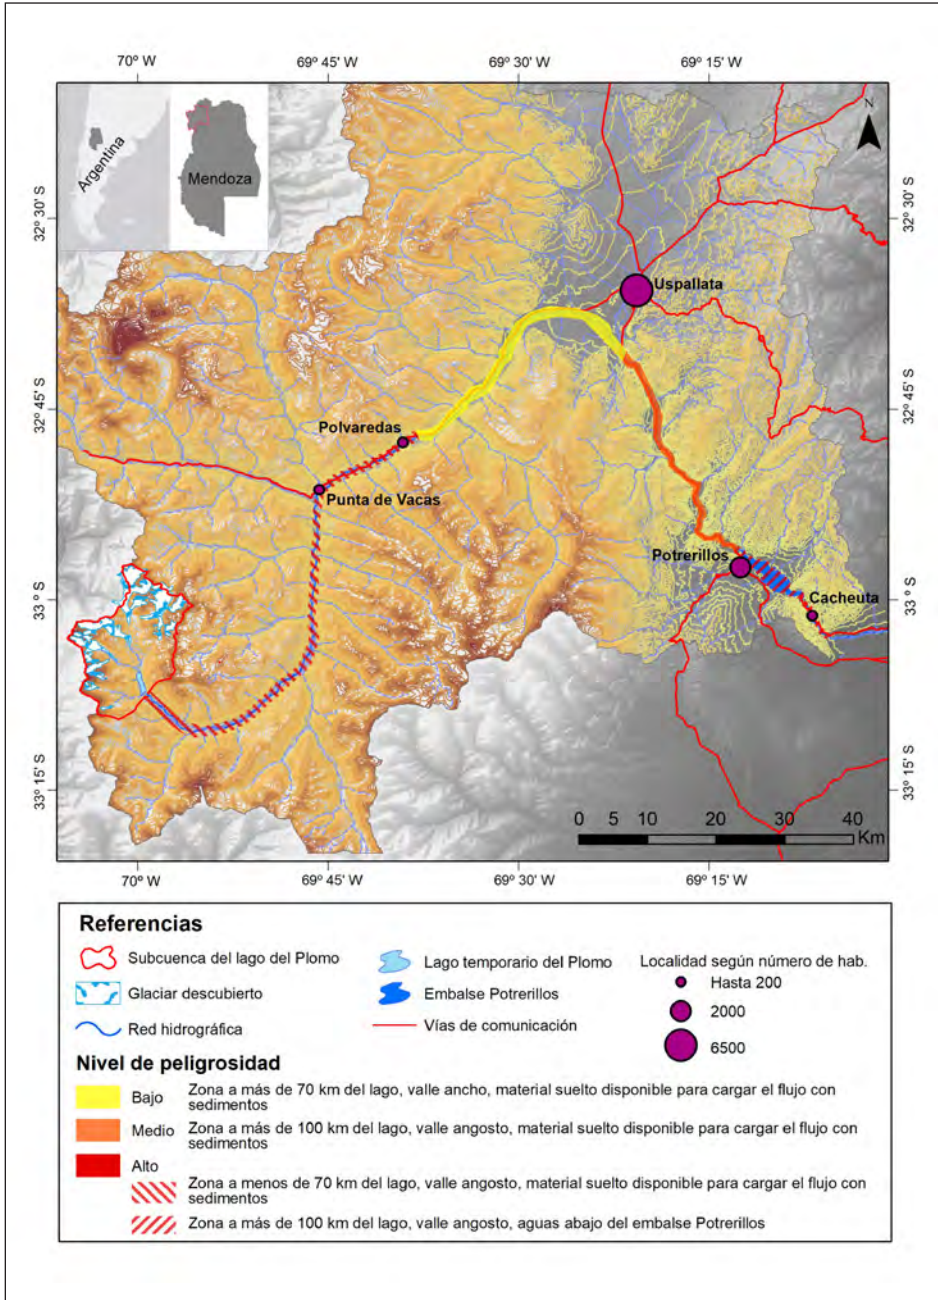 70º W
69º 45' W
69º 30' W
69º 15' W
N
Argentina
Mendoza
32º 30' S
32º 30' S
Uspallata
32º 45' S
32º 45' S
Polvaredas
Punta de Vacas
Potrerillos
Cacheuta
33º S
33º S
33º 15' S
33º 15' S
0 5 10 20 30 40
Km
70º W
69º 45' W
69º 30' W
69º 15' W
Referencias
Subcuenca del lago del Plomo
Glaciar descubierto
Red hidrográfica
Lago temporario del Plomo
Embalse Potrerillos
Vías de comunicación
Localidad según número de hab.
Hasta 200
2000
6500
Nivel de peligrosidad
Bajo Zona a más de 70 km del lago, valle ancho, material suelto disponible para cargar el flujo con
sedimentos
Medio Zona a más de 100 km del lago, valle angosto, material suelto disponible para cargar el flujo con
sedimentos
Alto
Zona a menos de 70 km del lago, valle angosto, material suelto disponible para cargar el flujo con
sedimentos
Zona a más de 100 km del lago, valle angosto, aguas abajo del embalse Potrerillos